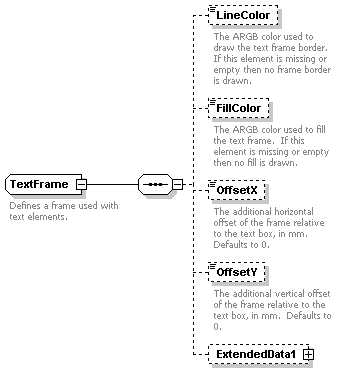 LineColor
The ARGB color used to
draw the text frame border.
If this element is missing or
empty then no frame border
is drawn.
FillColor
The ARGB color used to fill
the text frame.  If this
element is missing or empty
then no fill is drawn.
TextFrame
Defines a frame used with
text elements.
OffsetX
The additional horizontal
offset of the frame relative
to the text box, in mm.
Defaults to 0.
OffsetY
The additional vertical offset
of the frame relative to the
text box, in mm.  Defaults to
0.
ExtendedData1